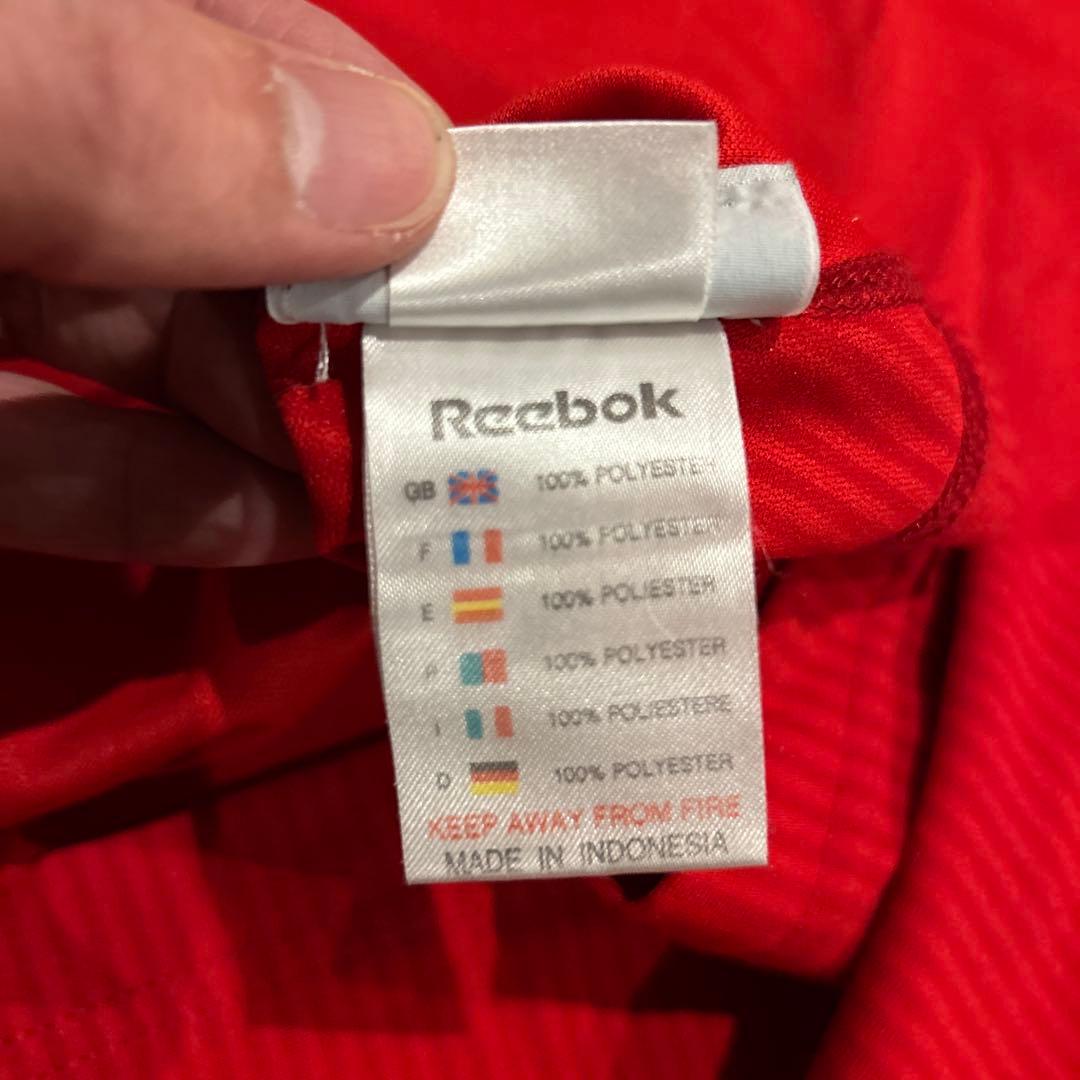 Reebok
GB 100% POLYESTER
F 100% POLYESTER
E 100% POLIESTER
P 100% POLYESTER
I 100% POLIESTERE
D 100% POLYESTER
KEEP AWAY FROM FIRE
MADE IN INDONESIA